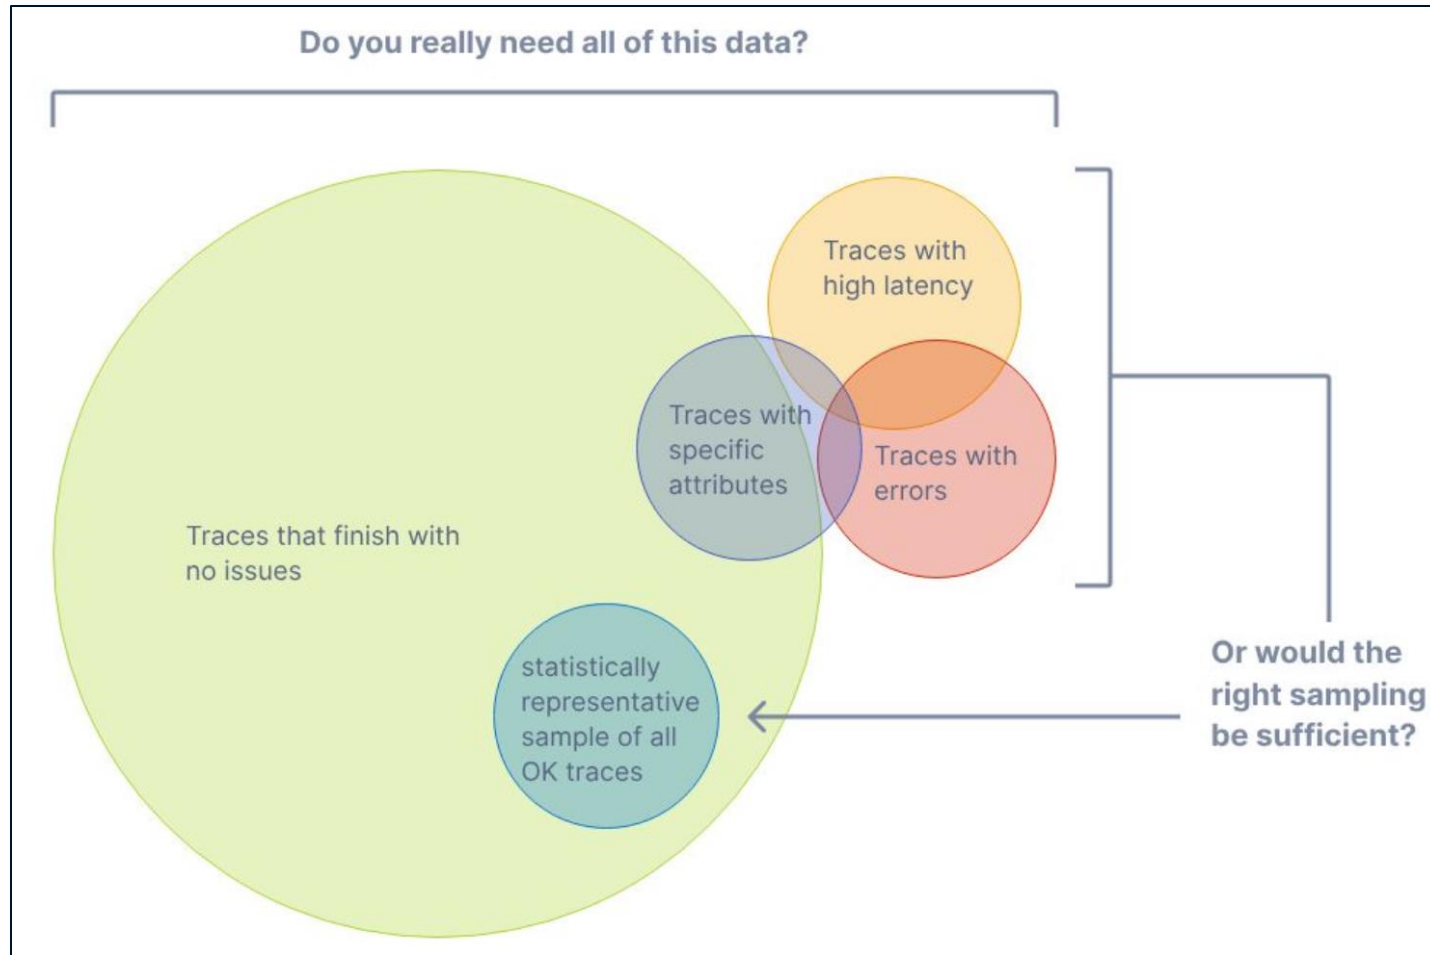 Do you really need all of this data?
Traces with
high latency
Traces with
specific
attributes
Traces with
errors
Traces that finish with
no issues
statistically
representative
sample of all
OK traces
Or would the
right sampling
be sufficient?